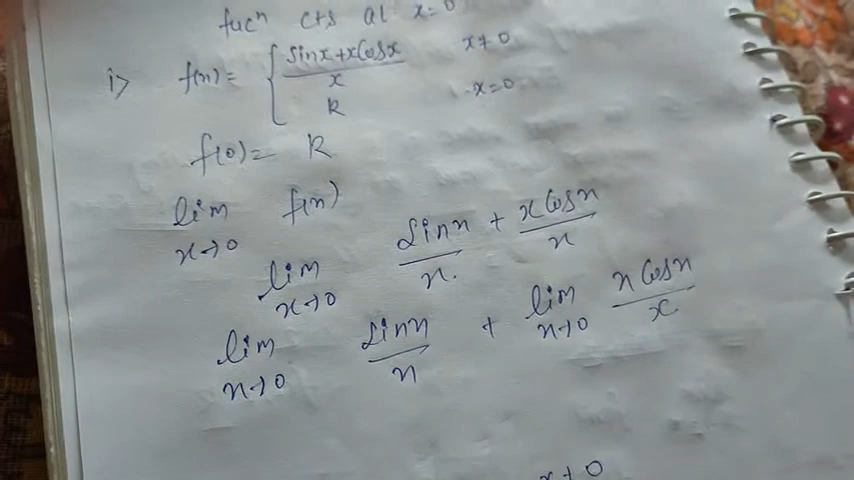 fucⁿ cts at x=0
i> f(x) = { (sinx + xCosx)/x x≠0
k x=0
f(0) = k
lim x→0 f(x)
lim x→0 sinx/x + xCosx/x
lim x→0 sinx/x + lim x→0 xCosx/x
x→0